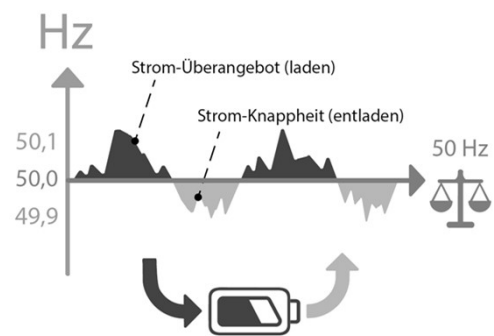 Hz
Strom-Überangebot (laden)
Strom-Knappheit (entladen)
50,1
50,0
49,9
50 Hz